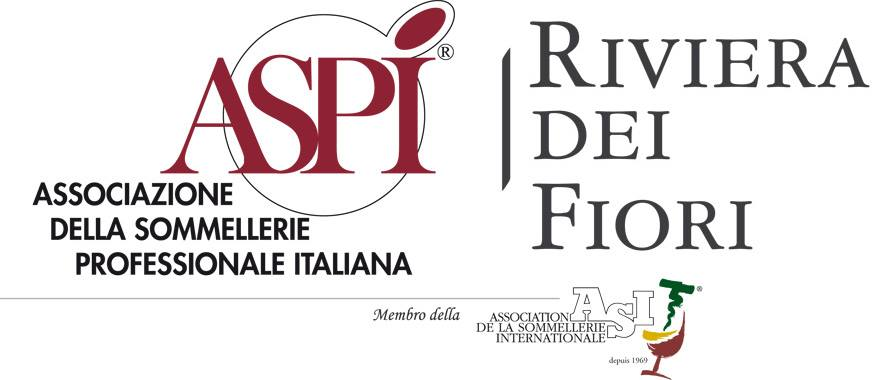 ASPI®
ASSOCIAZIONE
DELLA SOMMELLERIE
PROFESSIONALE ITALIANA
RIVIERA
DEI
FIORI
Membro della
ASI®
ASSOCIATION
DE LA SOMMELLERIE
INTERNATIONALE
depuis 1969